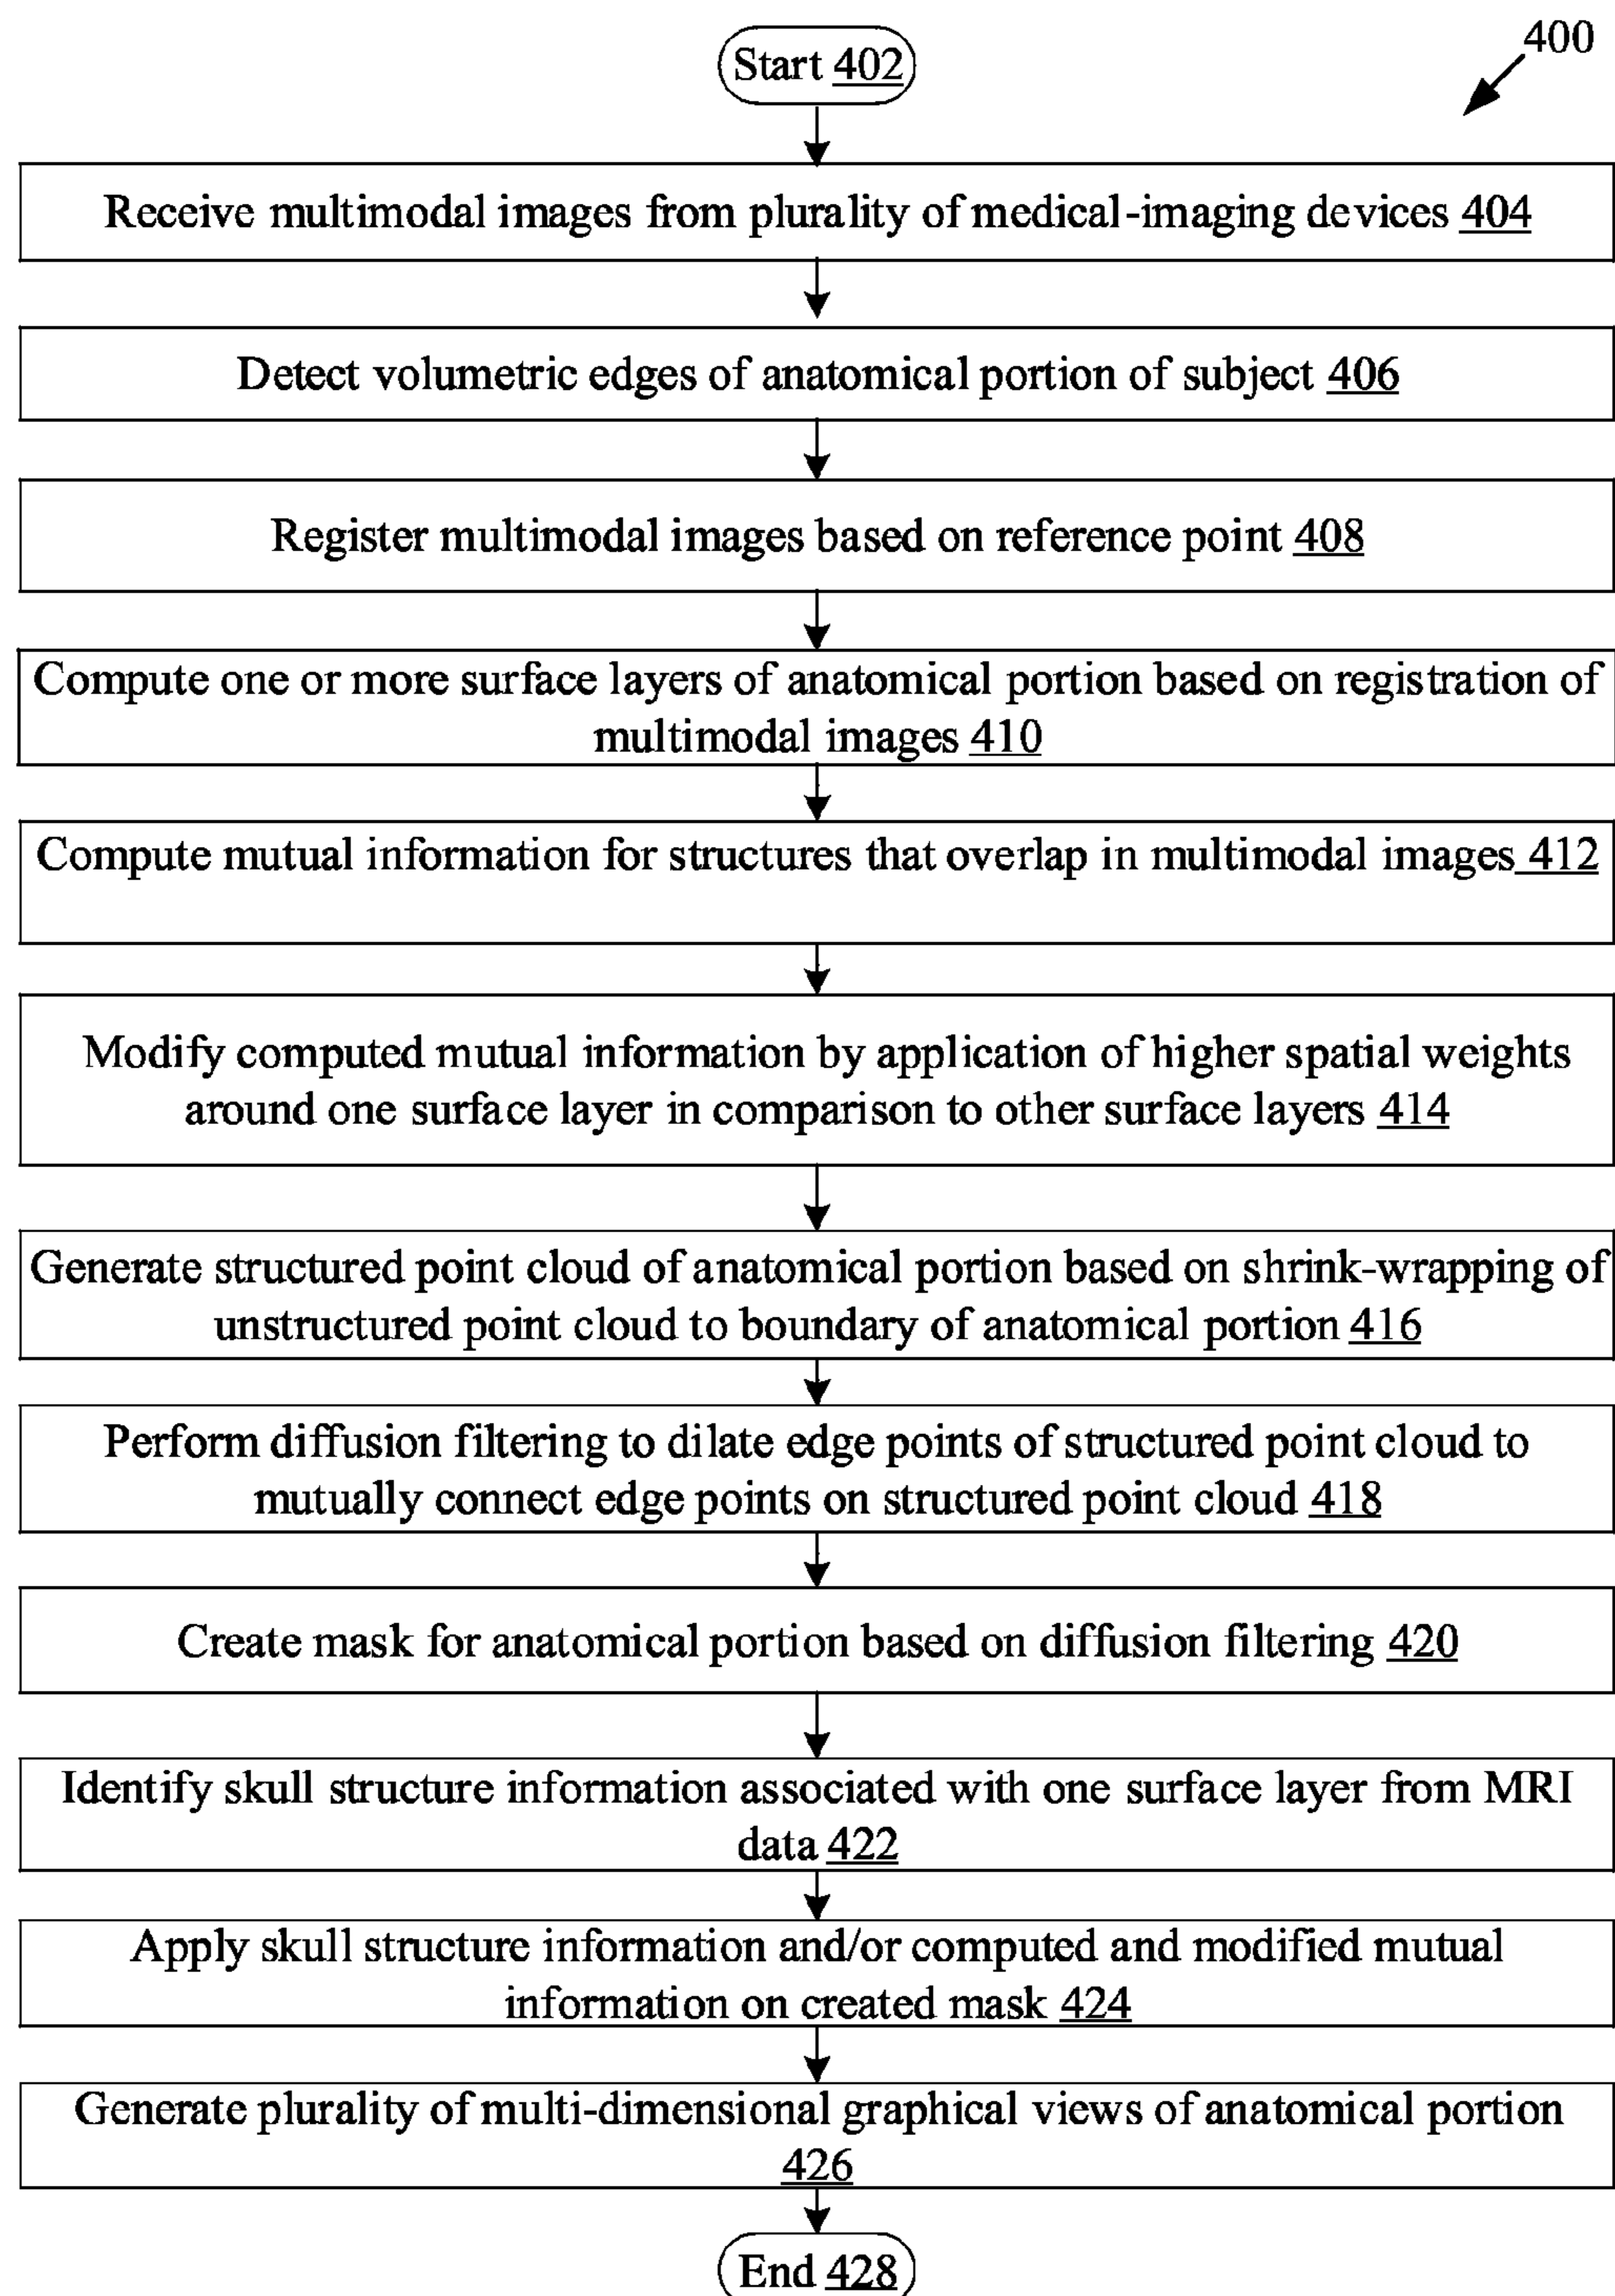 400
Start 402
Receive multimodal images from plurality of medical-imaging devices 404
Detect volumetric edges of anatomical portion of subject 406
Register multimodal images based on reference point 408
Compute one or more surface layers of anatomical portion based on registration of
multimodal images 410
Compute mutual information for structures that overlap in multimodal images 412
Modify computed mutual information by application of higher spatial weights
around one surface layer in comparison to other surface layers 414
Generate structured point cloud of anatomical portion based on shrink-wrapping of
unstructured point cloud to boundary of anatomical portion 416
Perform diffusion filtering to dilate edge points of structured point cloud to
mutually connect edge points on structured point cloud 418
Create mask for anatomical portion based on diffusion filtering 420
Identify skull structure information associated with one surface layer from MRI
data 422
Apply skull structure information and/or computed and modified mutual
information on created mask 424
Generate plurality of multi-dimensional graphical views of anatomical portion
426
End 428